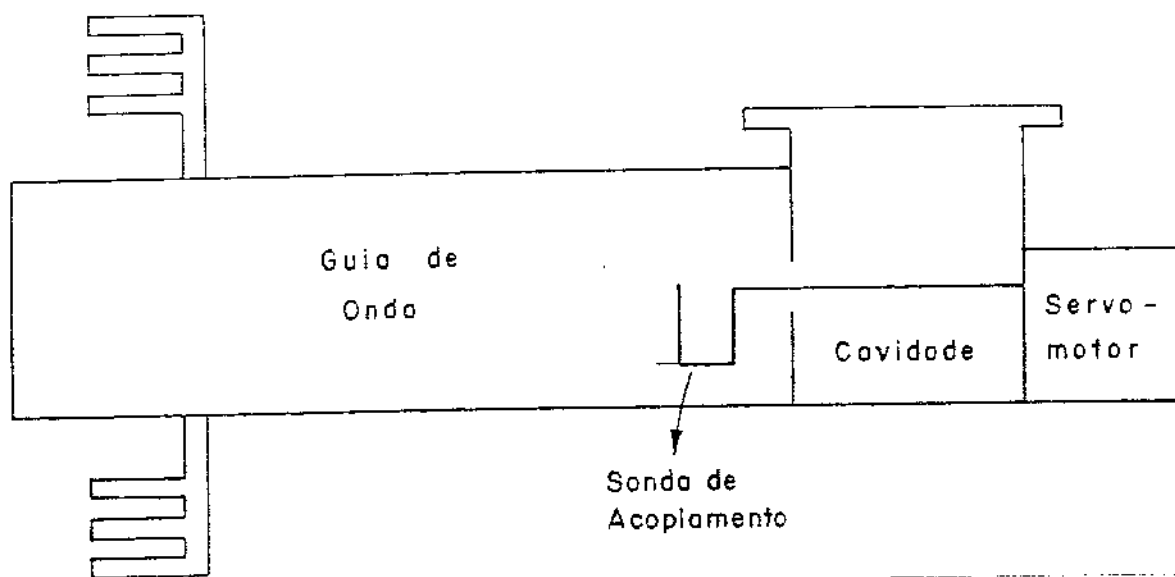 Guia de
Onda
Servo-
motor
Cavidade
Sonda de
Acoplamento